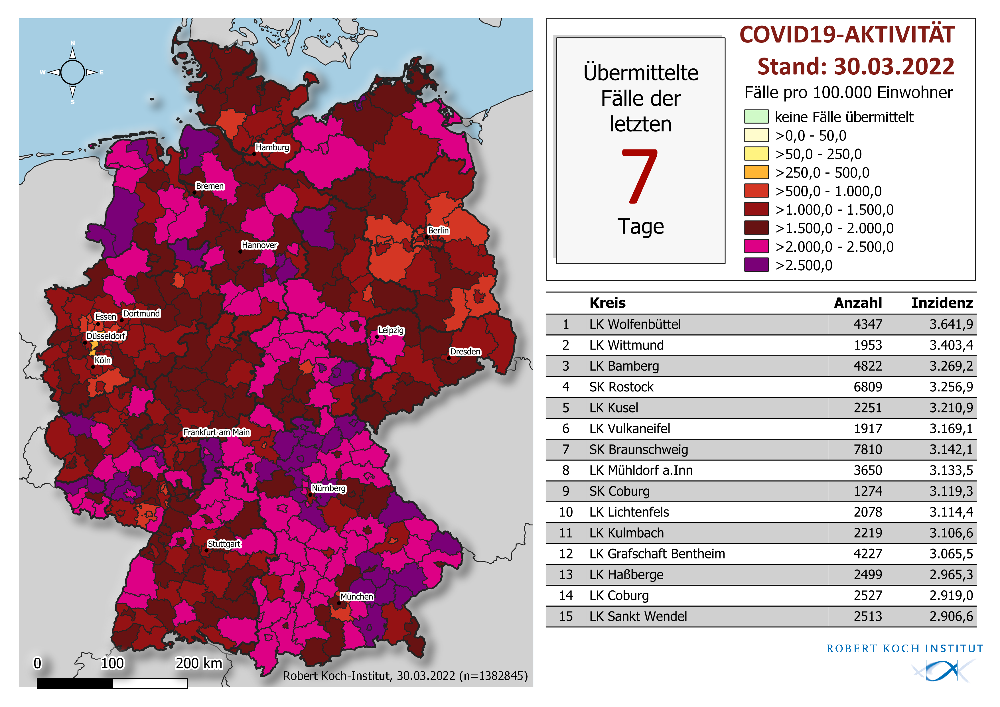 N
W
E
S
Hamburg
Bremen
Berlin
Hannover
Essen
Dortmund
Düsseldorf
Leipzig
Köln
Dresden
Frankfurt am Main
Nürnberg
Stuttgart
München
0 100 200 km
Robert Koch-Institut, 30.03.2022 (n=1382845)
Übermittelte
Fälle der
letzten
7
Tage
COVID19-AKTIVITÄT
Stand: 30.03.2022
Fälle pro 100.000 Einwohner
keine Fälle übermittelt
>0,0 - 50,0
>50,0 - 250,0
>250,0 - 500,0
>500,0 - 1.000,0
>1.000,0 - 1.500,0
>1.500,0 - 2.000,0
>2.000,0 - 2.500,0
>2.500,0
Kreis Anzahl Inzidenz
1 LK Wolfenbüttel 4347 3.641,9
2 LK Wittmund 1953 3.403,4
3 LK Bamberg 4822 3.269,2
4 SK Rostock 6809 3.256,9
5 LK Kusel 2251 3.210,9
6 LK Vulkaneifel 1917 3.169,1
7 SK Braunschweig 7810 3.142,1
8 LK Mühldorf a.Inn 3650 3.133,5
9 SK Coburg 1274 3.119,3
10 LK Lichtenfels 2078 3.114,4
11 LK Kulmbach 2219 3.106,6
12 LK Grafschaft Bentheim 4227 3.065,5
13 LK Haßberge 2499 2.965,3
14 LK Coburg 2527 2.919,0
15 LK Sankt Wendel 2513 2.906,6
ROBERT KOCH INSTITUT